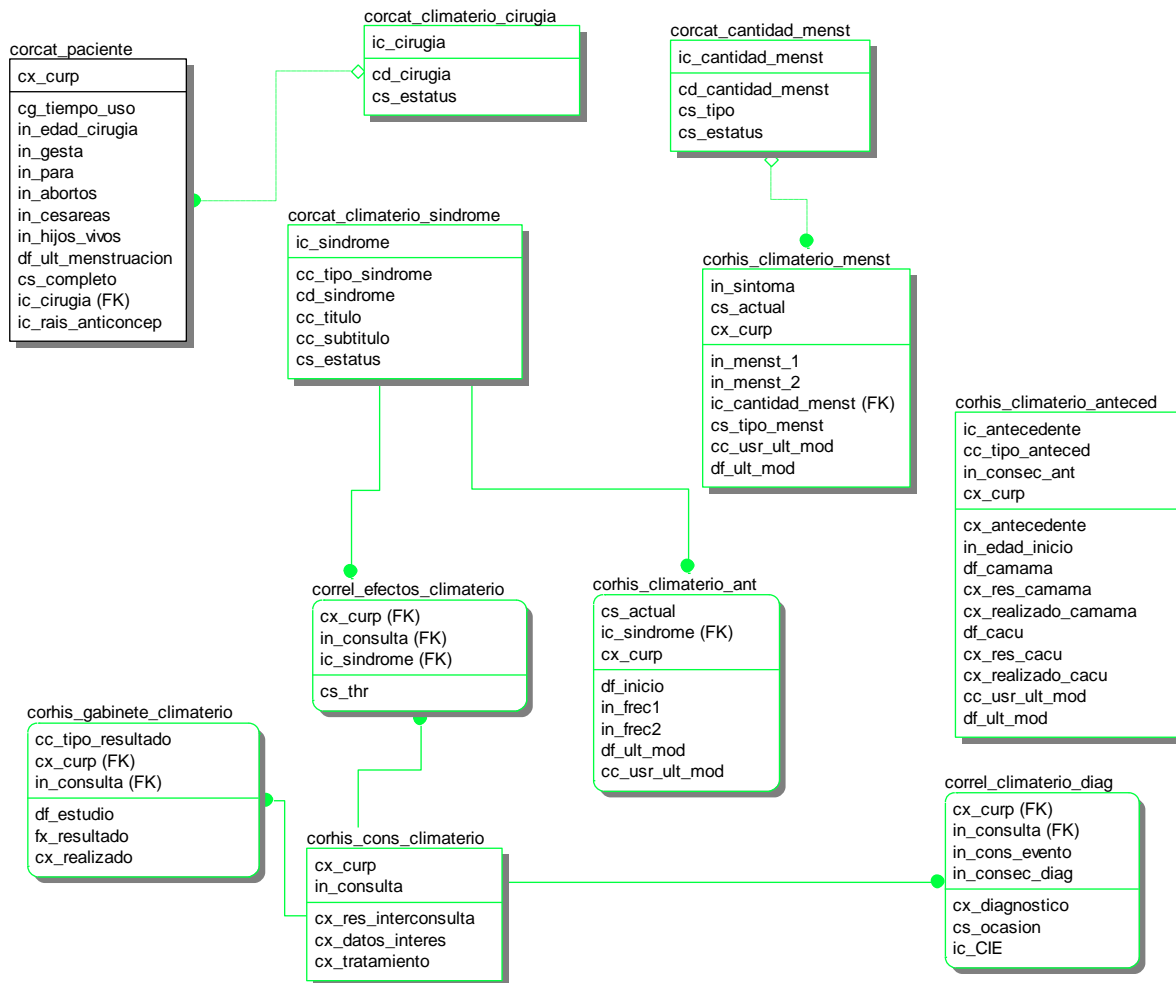 corcat_paciente
cx_curp
cg_tiempo_uso
in_edad_cirugia
in_gesta
in_para
in_abortos
in_cesareas
in_hijos_vivos
df_ult_menstruacion
cs_completo
ic_cirugia (FK)
ic_rais_anticoncep
corcat_climaterio_cirugia
ic_cirugia
cd_cirugia
cs_estatus
corcat_cantidad_menst
ic_cantidad_menst
cd_cantidad_menst
cs_tipo
cs_estatus
corcat_climaterio_sindrome
ic_sindrome
cc_tipo_sindrome
cd_sindrome
cc_titulo
cc_subtitulo
cs_estatus
corhis_climaterio_menst
in_sintoma
cs_actual
cx_curp
in_menst_1
in_menst_2
ic_cantidad_menst (FK)
cs_tipo_menst
cc_usr_ult_mod
df_ult_mod
corhis_climaterio_anteced
ic_antecedente
cc_tipo_anteced
in_consec_ant
cx_curp
cx_antecedente
in_edad_inicio
df_camama
cx_res_camama
cx_realizado_camama
df_cacu
cx_res_cacu
cx_realizado_cacu
cc_usr_ult_mod
df_ult_mod
correl_efectos_climaterio
cx_curp (FK)
in_consulta (FK)
ic_sindrome (FK)
cs_thr
corhis_climaterio_ant
cs_actual
ic_sindrome (FK)
cx_curp
df_inicio
in_frec1
in_frec2
df_ult_mod
cc_usr_ult_mod
corhis_gabinete_climaterio
cc_tipo_resultado
cx_curp (FK)
in_consulta (FK)
df_estudio
fx_resultado
cx_realizado
corhis_cons_climaterio
cx_curp
in_consulta
cx_res_interconsulta
cx_datos_interes
cx_tratamiento
correl_climaterio_diag
cx_curp (FK)
in_consulta (FK)
in_cons_evento
in_consec_diag
cx_diagnostico
cs_ocasion
ic_CIE